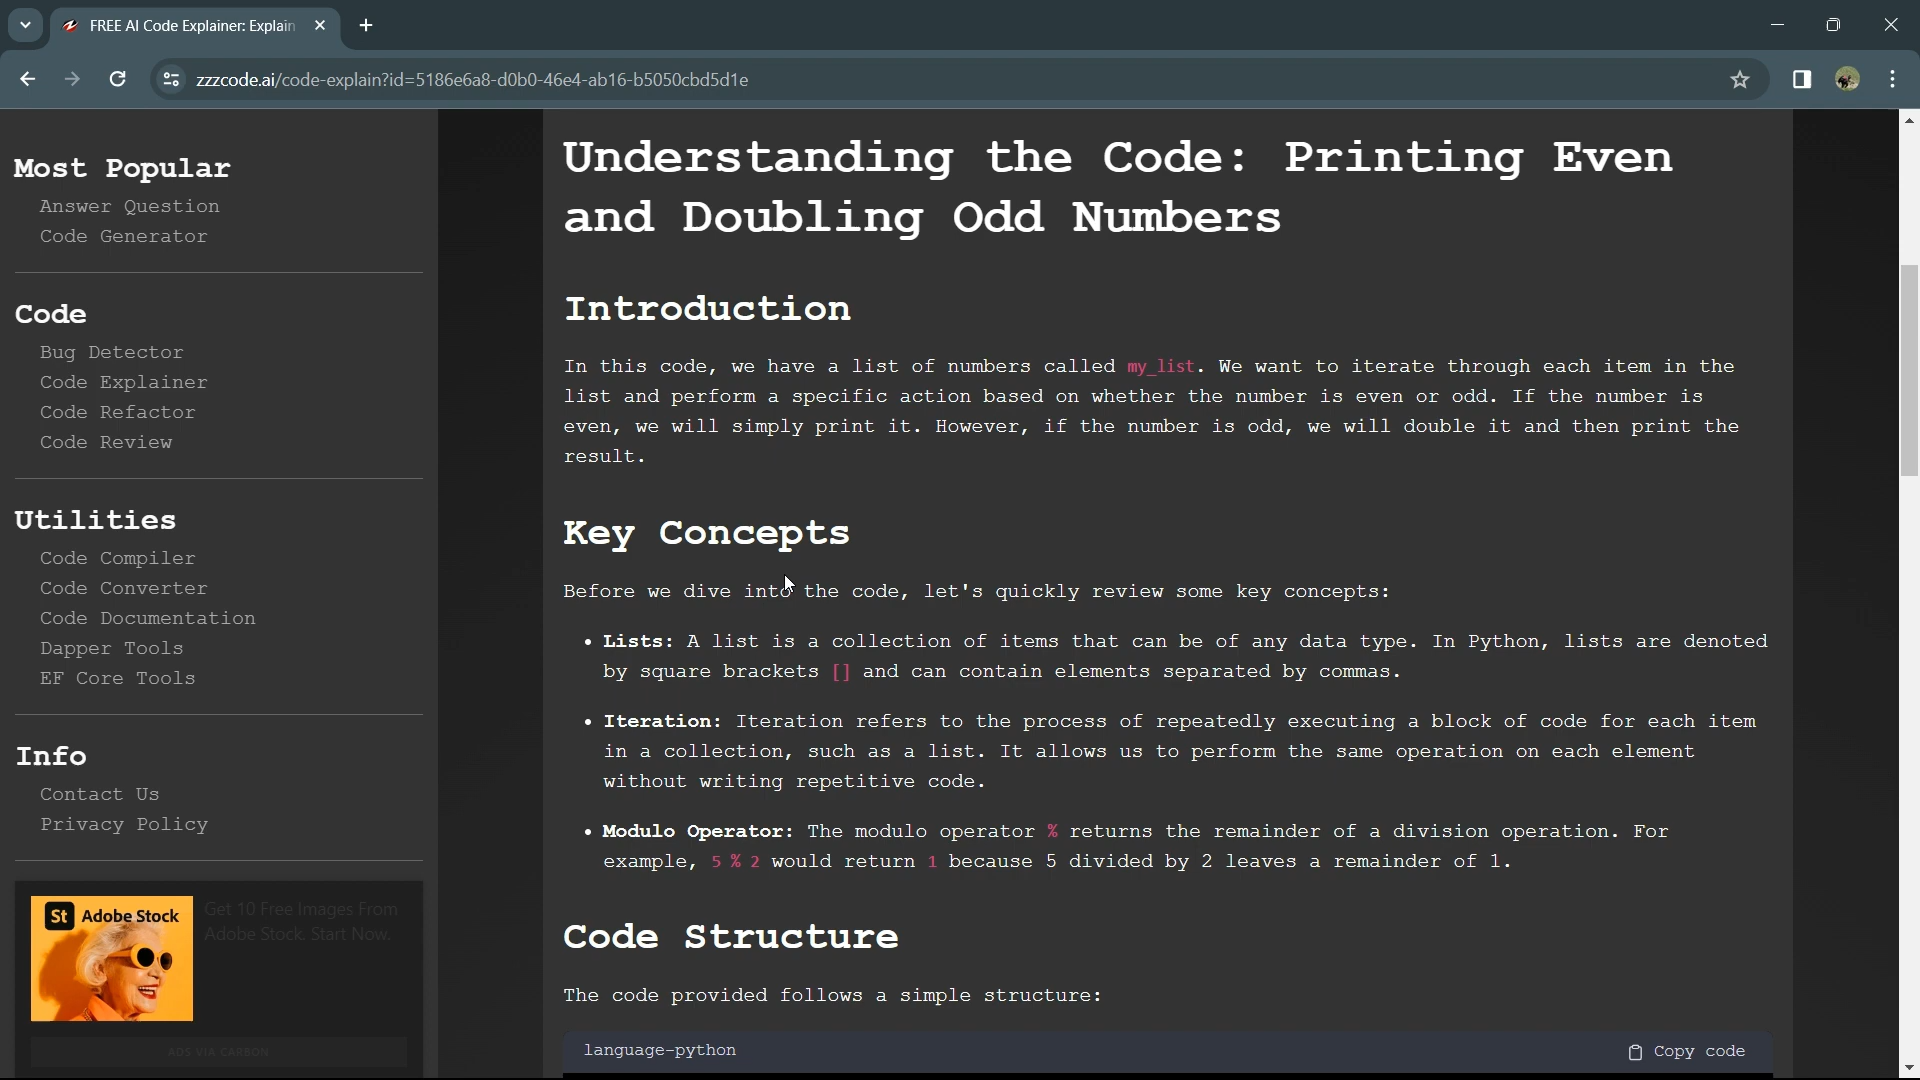 FREE AI Code Explainer: Explain
zzzcode.ai/code-explain?id=5186e6a8-d0b0-46e4-ab16-b5050cbd5d1e
Most Popular
Answer Question
Code Generator
Code
Bug Detector
Code Explainer
Code Refactor
Code Review
Utilities
Code Compiler
Code Converter
Code Documentation
Dapper Tools
EF Core Tools
Info
Contact Us
Privacy Policy
St Adobe Stock
Get 10 Free Images From
Adobe Stock. Start Now.
ADS VIA CARBON
Understanding the Code: Printing Even
and Doubling Odd Numbers
Introduction
In this code, we have a list of numbers called my_list. We want to iterate through each item in the
list and perform a specific action based on whether the number is even or odd. If the number is
even, we will simply print it. However, if the number is odd, we will double it and then print the
result.
Key Concepts
Before we dive into the code, let's quickly review some key concepts:
• Lists: A list is a collection of items that can be of any data type. In Python, lists are denoted
by square brackets [] and can contain elements separated by commas.
• Iteration: Iteration refers to the process of repeatedly executing a block of code for each item
in a collection, such as a list. It allows us to perform the same operation on each element
without writing repetitive code.
• Modulo Operator: The modulo operator % returns the remainder of a division operation. For
example, 5 % 2 would return 1 because 5 divided by 2 leaves a remainder of 1.
Code Structure
The code provided follows a simple structure:
language-python
Copy code